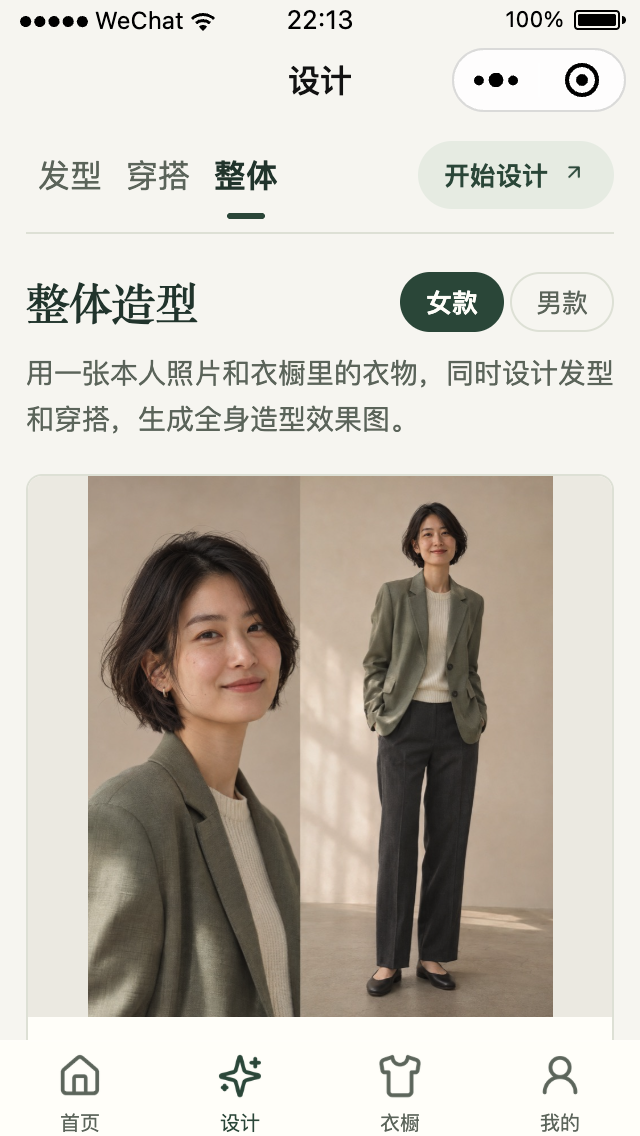 WeChat 22:13 100%
设计
发型 穿搭 整体 开始设计
整体造型 女款 男款
用一张本人照片和衣橱里的衣物，同时设计发型
和穿搭，生成全身造型效果图。
首页 设计 衣橱 我的